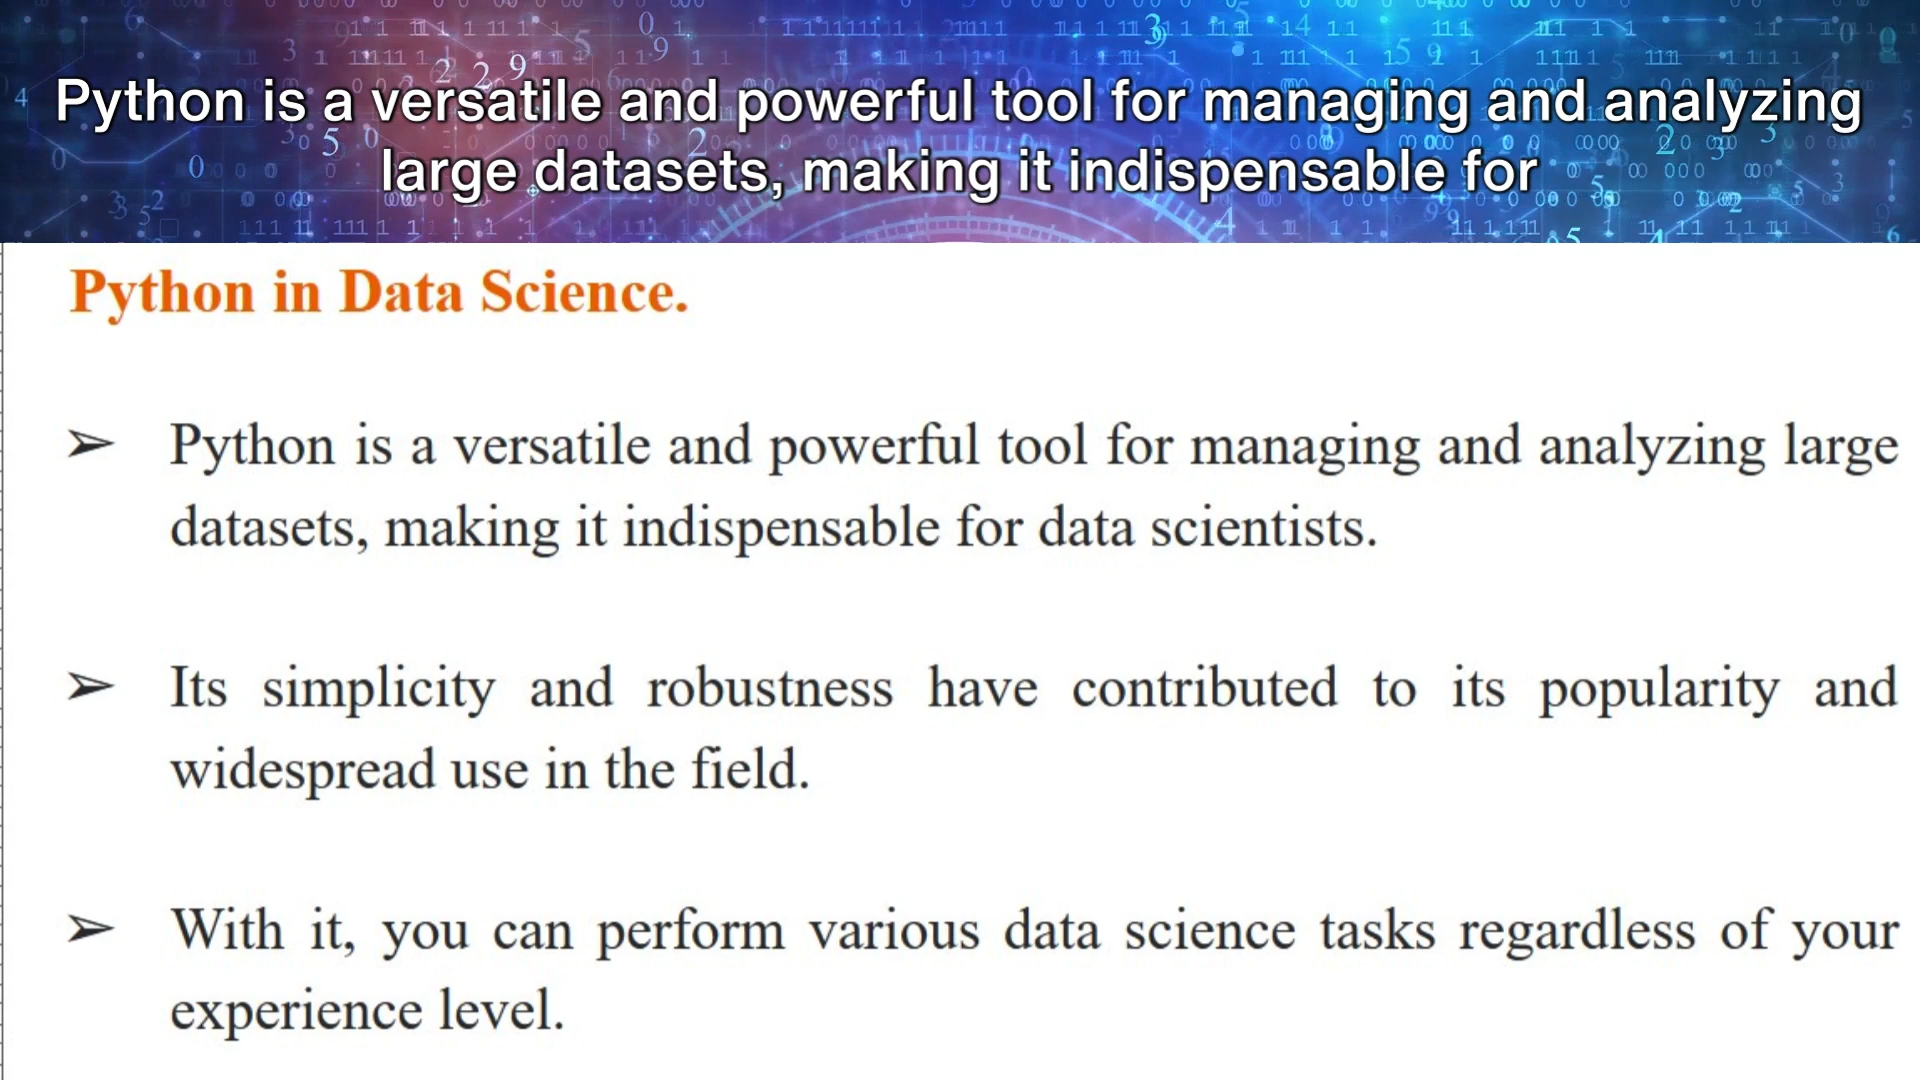 Python is a versatile and powerful tool for managing and analyzing
large datasets, making it indispensable for
Python in Data Science.
➢ Python is a versatile and powerful tool for managing and analyzing large
datasets, making it indispensable for data scientists.
➢ Its simplicity and robustness have contributed to its popularity and
widespread use in the field.
➢ With it, you can perform various data science tasks regardless of your
experience level.